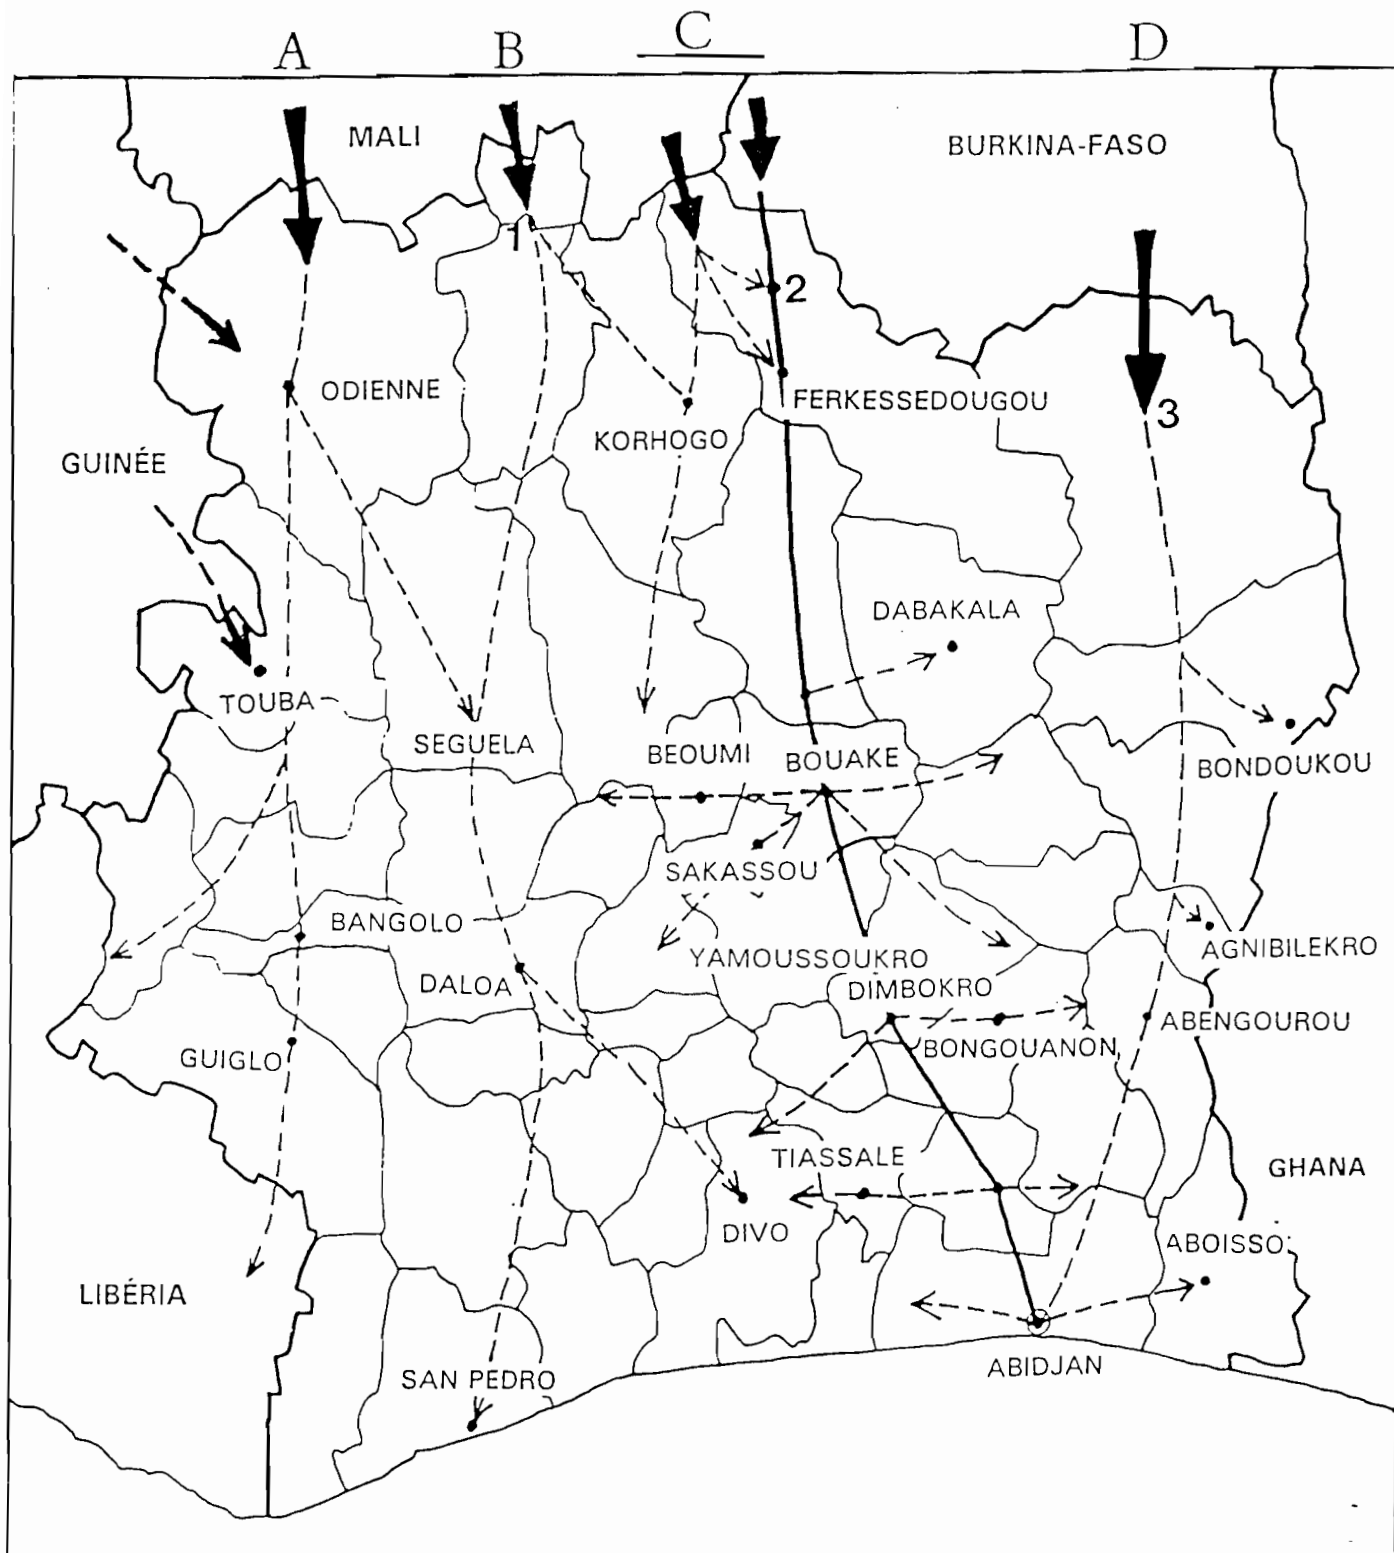 A B C D
MALI
BURKINA-FASO
1
2
ODIENNE
FERKESSEDOUGOU
3
KORHOGO
GUINÉE
DABAKALA
TOUBA
SEGUELA
BEOUMI
BOUAKE
BONDOUKOU
SAKASSOU
BANGOLO
YAMOUSSOUKRO
AGNIBILEKRO
DALOA
DIMBOKRO
ABENGOUROU
GUIGLO
BONGOUANON
TIASSALE
GHANA
DIVO
ABOISSO
LIBÉRIA
SAN PEDRO
ABIDJAN